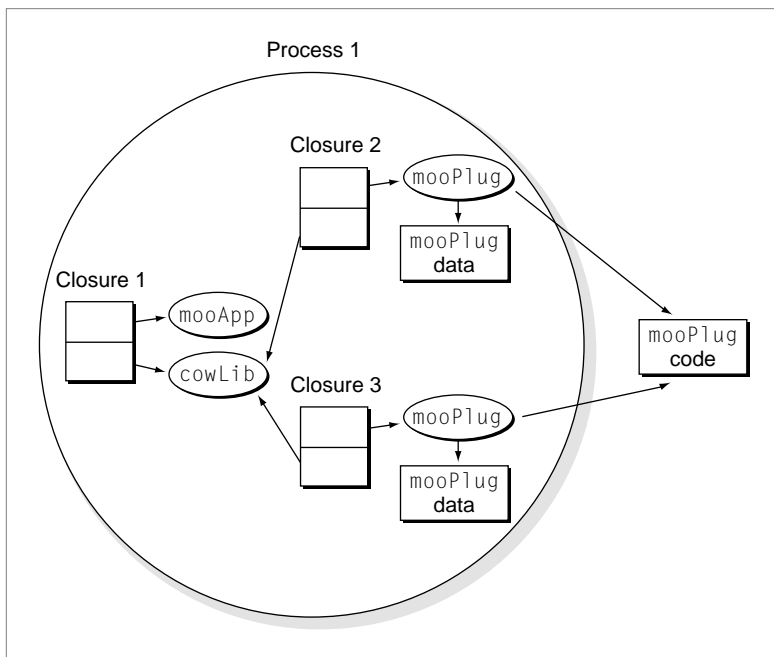 Process 1
Closure 2
mooPlug
mooPlug
data
Closure 1
mooApp
mooPlug
code
cowLib
Closure 3
mooPlug
mooPlug
data